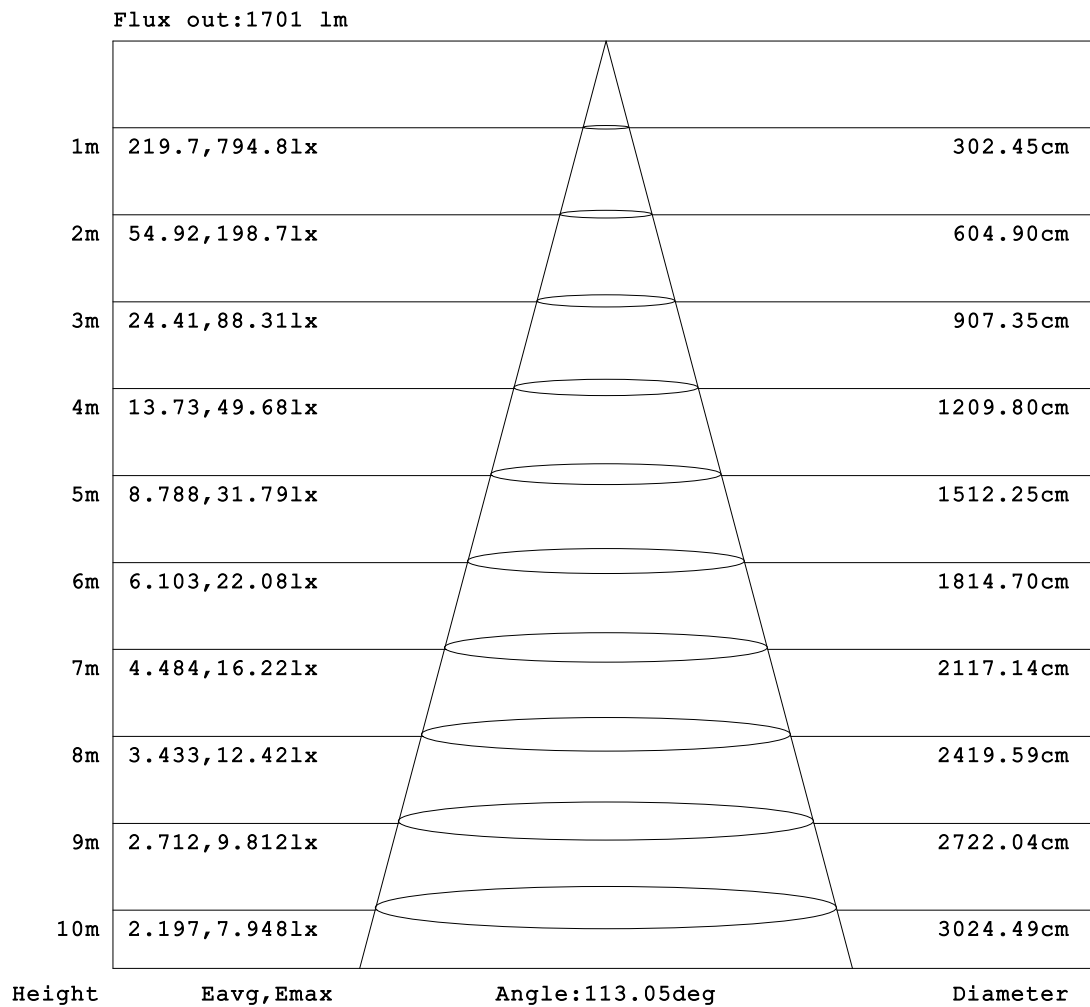 Flux out:1701 lm
1m 219.7,794.8lx 302.45cm
2m 54.92,198.7lx 604.90cm
3m 24.41,88.31lx 907.35cm
4m 13.73,49.68lx 1209.80cm
5m 8.788,31.79lx 1512.25cm
6m 6.103,22.08lx 1814.70cm
7m 4.484,16.22lx 2117.14cm
8m 3.433,12.42lx 2419.59cm
9m 2.712,9.812lx 2722.04cm
10m 2.197,7.948lx 3024.49cm
Height Eavg,Emax Angle:113.05deg Diameter